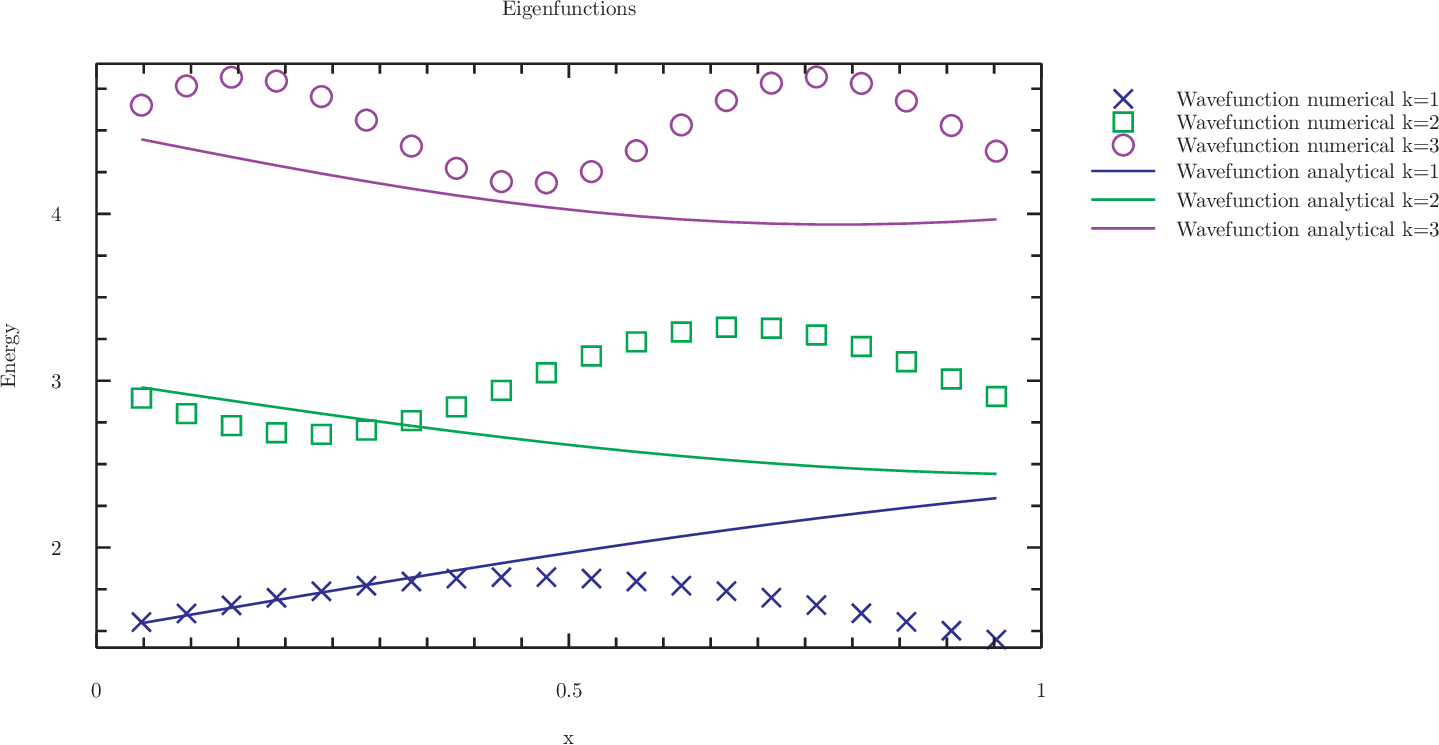 Eigenfunctions
Wavefunction numerical k=1
Wavefunction numerical k=2
Wavefunction numerical k=3
Wavefunction analytical k=1
Wavefunction analytical k=2
Wavefunction analytical k=3
Energy
4
3
2
0
0.5
1
x